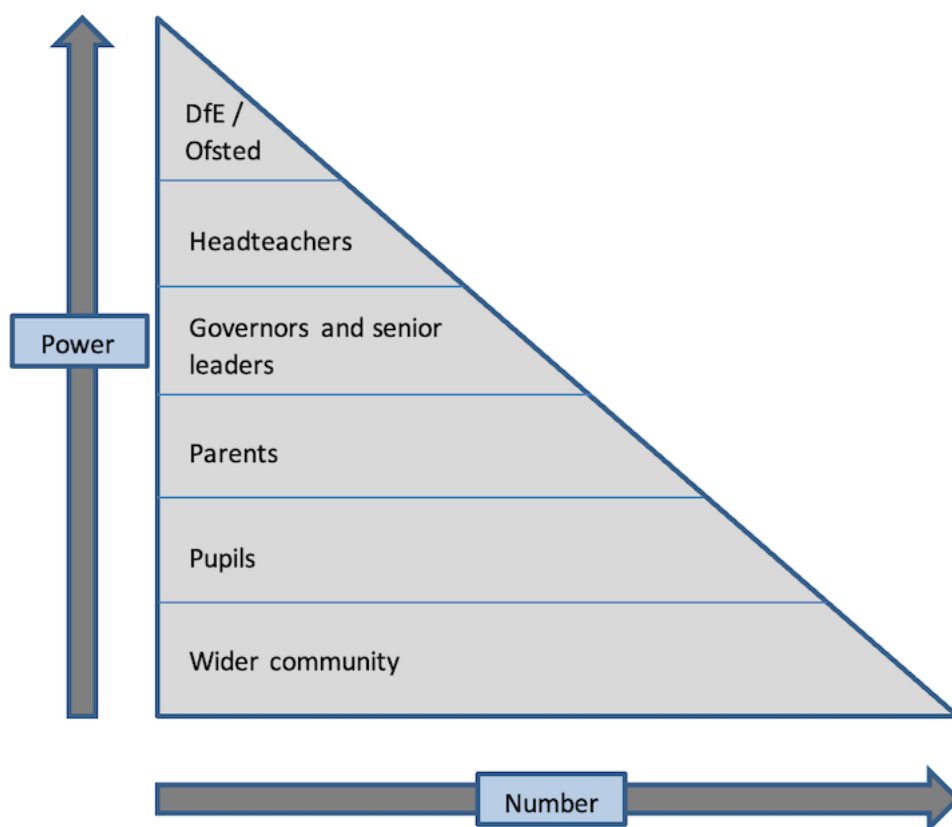 DfE /
Ofsted
Headteachers
Governors and senior
leaders
Power
Parents
Pupils
Wider community
Number